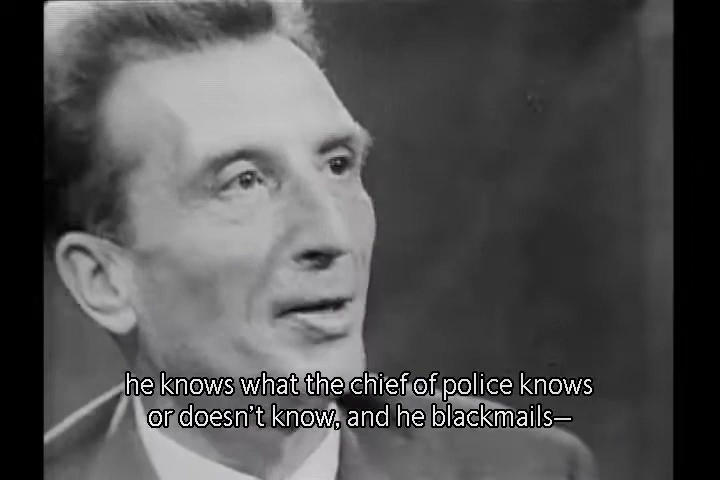 he knows what the chief of police knows
or doesn't know, and he blackmails—